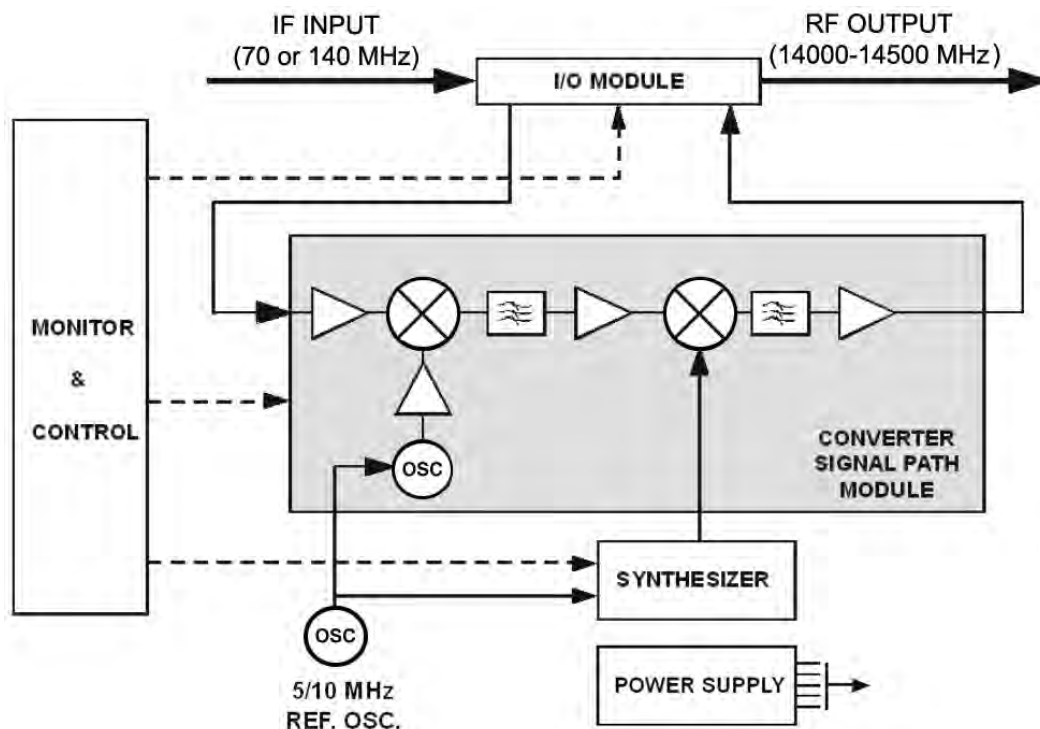 IF INPUT
(70 or 140 MHz)
RF OUTPUT
(14000-14500 MHz)
I/O MODULE
MONITOR
&
CONTROL
OSC
CONVERTER
SIGNAL PATH
MODULE
SYNTHESIZER
OSC
5/10 MHz
REF. OSC.
POWER SUPPLY